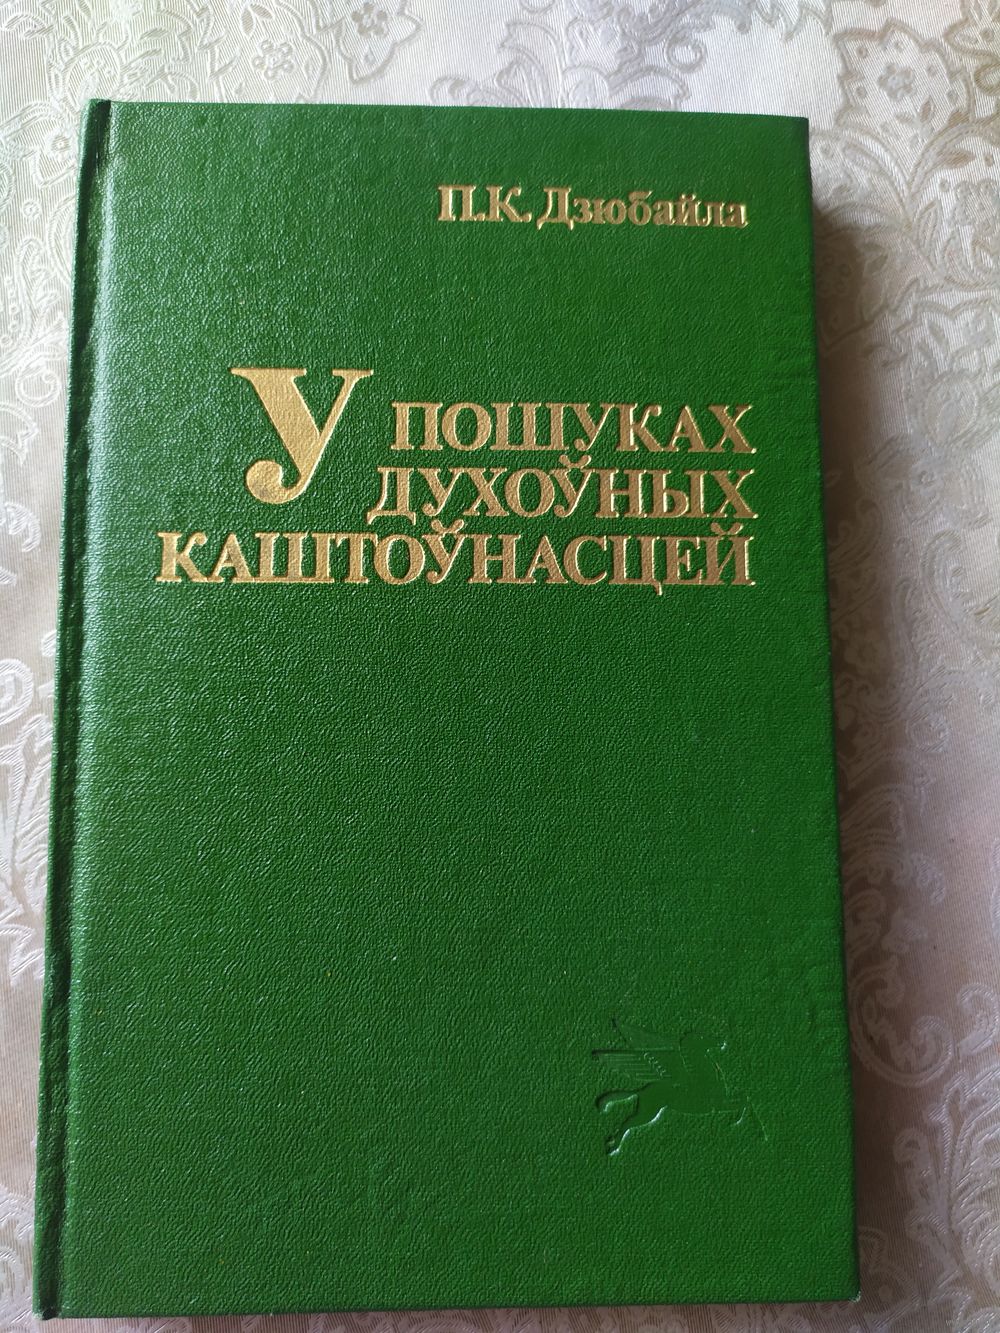 П.К. Дзюбайла
У ПОШУКАХ
ДУХОЎНЫХ
КАШТОЎНАСЦЕЙ